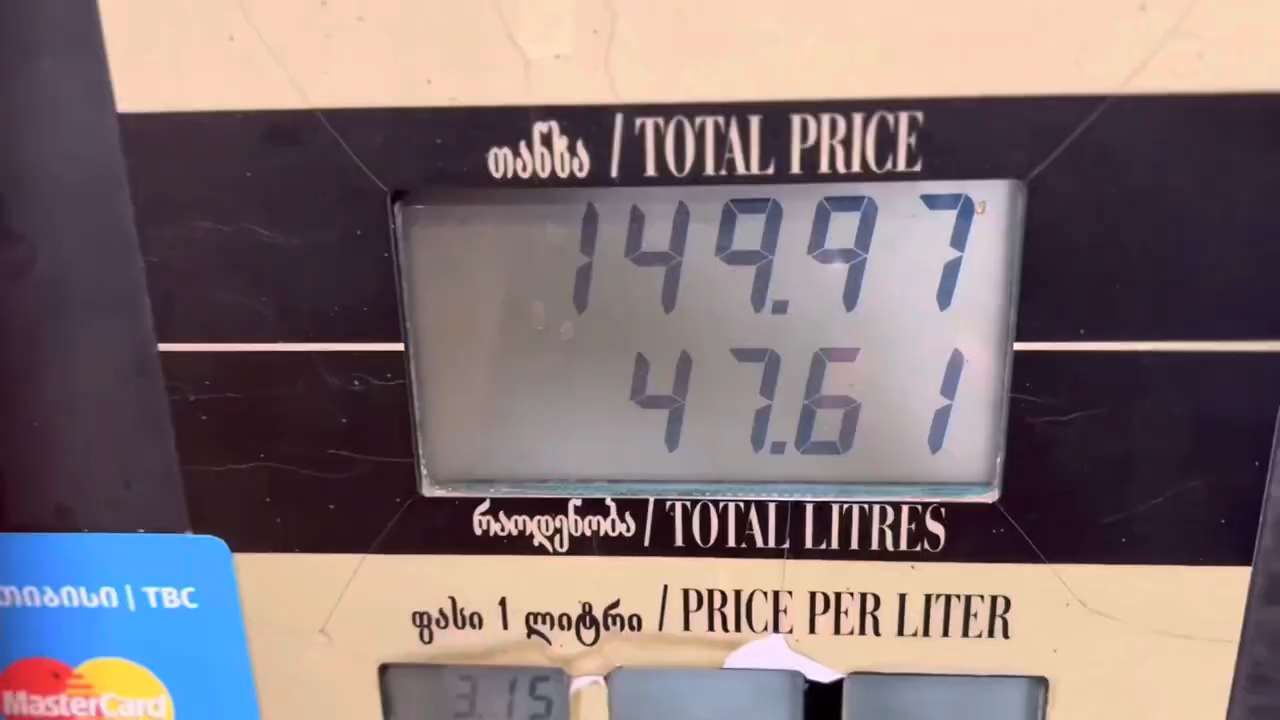 თანხა / TOTAL PRICE
149.97
47.61
რაოდენობა / TOTAL LITRES
ფასი 1 ლიტრი / PRICE PER LITER
3.15
თიბისი | TBC
MasterCard